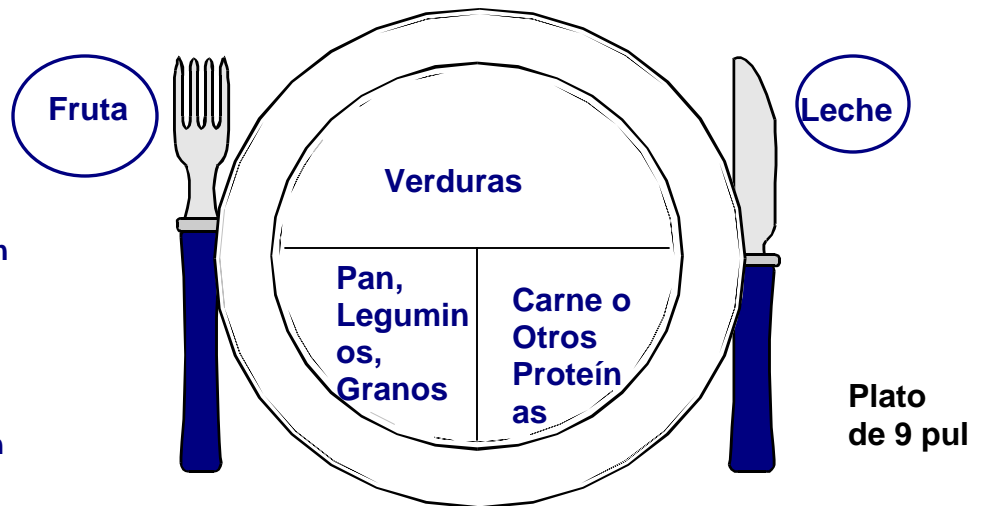 Fruta
Leche
Verduras
Pan,
Legumin
os,
Granos
Carne o
Otros
Proteín
as
Plato
de 9 pul